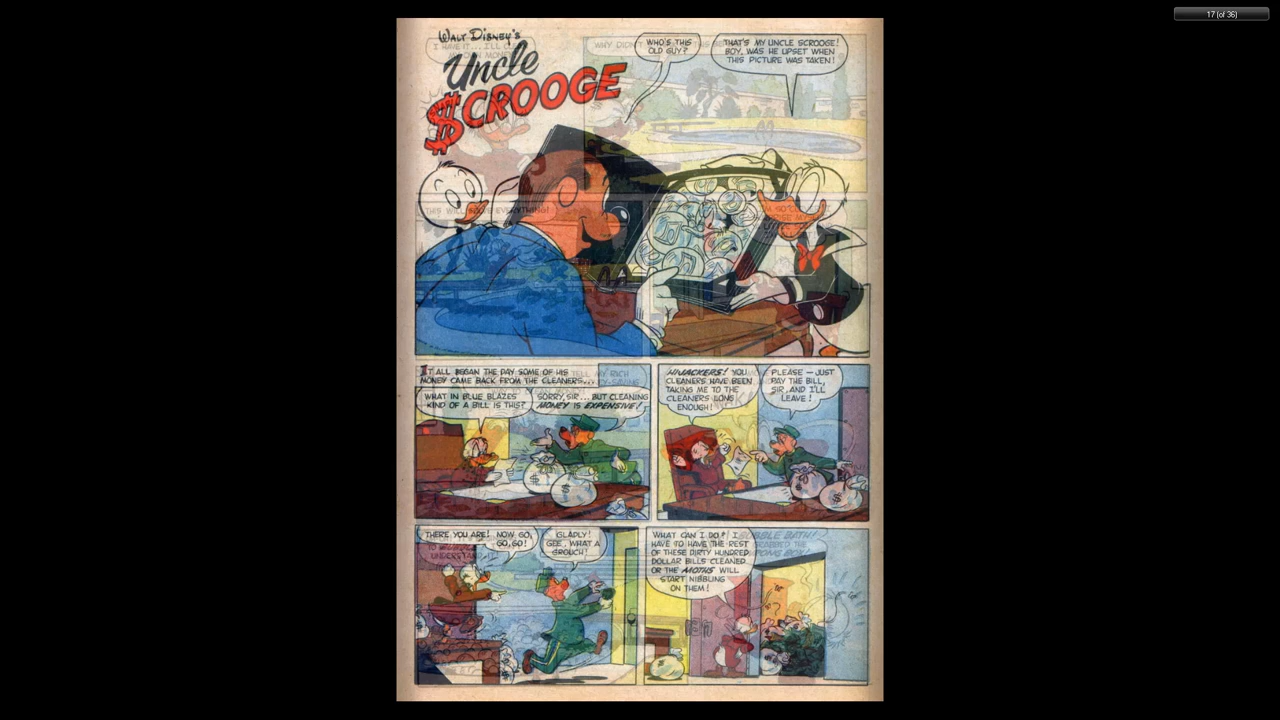 17 (of 36)
WALT DISNEY'S
Uncle
$CROOGE
WHO'S THIS
OLD GUY?
THAT'S MY UNCLE SCROOGE!
BOY, WAS HE UPSET WHEN
THIS PICTURE WAS TAKEN!
THIS WILL
EVERYTHING!
IT ALL BEGAN THE DAY SOME OF HIS
MONEY CAME BACK FROM THE CLEANERS...
WHAT IN BLUE BLAZES
KIND OF A BILL IS THIS?
SORRY, SIR... BUT CLEANING
MONEY IS EXPENSIVE!
HIJACKERS! YOU
CLEANERS HAVE BEEN
TAKING ME TO THE
CLEANERS LONG
ENOUGH!
PLEASE — JUST
PAY THE BILL,
SIR, AND I'LL
LEAVE!
THERE YOU ARE! NOW GO,
GO, GO!
GLADLY!
GEE, WHAT A
GROUCH!
WHAT CAN I DO? I
HAVE TO HAVE THE REST
OF THESE DIRTY HUNDRED
DOLLAR BILLS CLEANED
OR THE MOTHS WILL
START NIBBLING
ON THEM!
BUBBLE BATH!